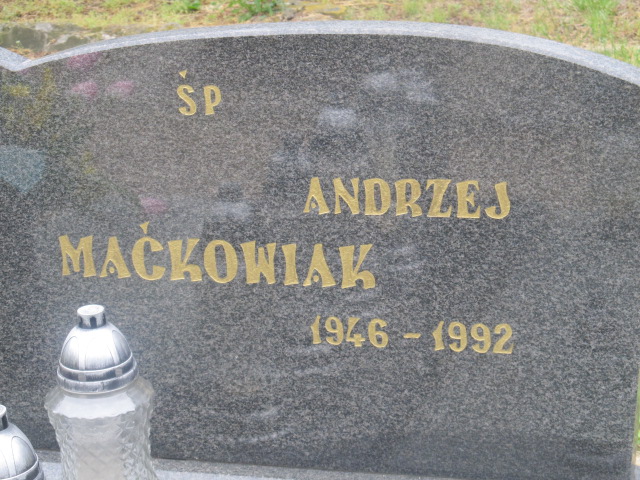 ŚP
ANDRZEJ
MAĆKOWIAK
1946 - 1992